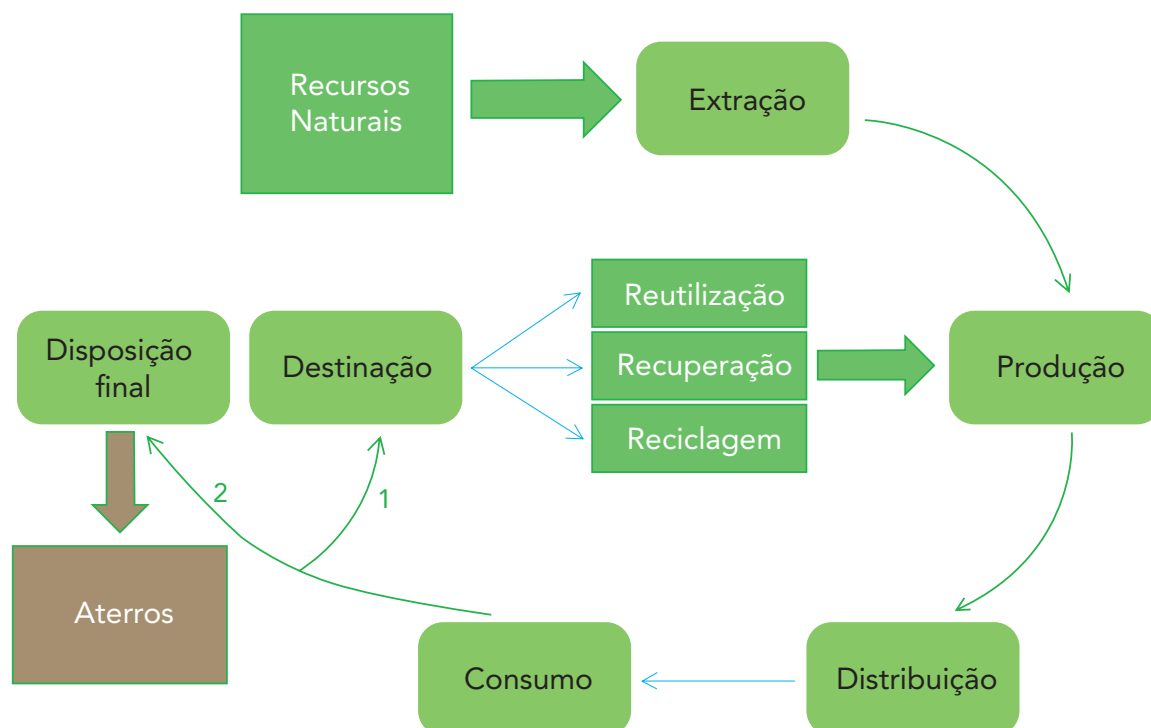 Recursos
Naturais
Extração
Reutilização
Disposição
final
Destinação
Recuperação
Produção
Reciclagem
2
1
Aterros
Consumo
Distribuição